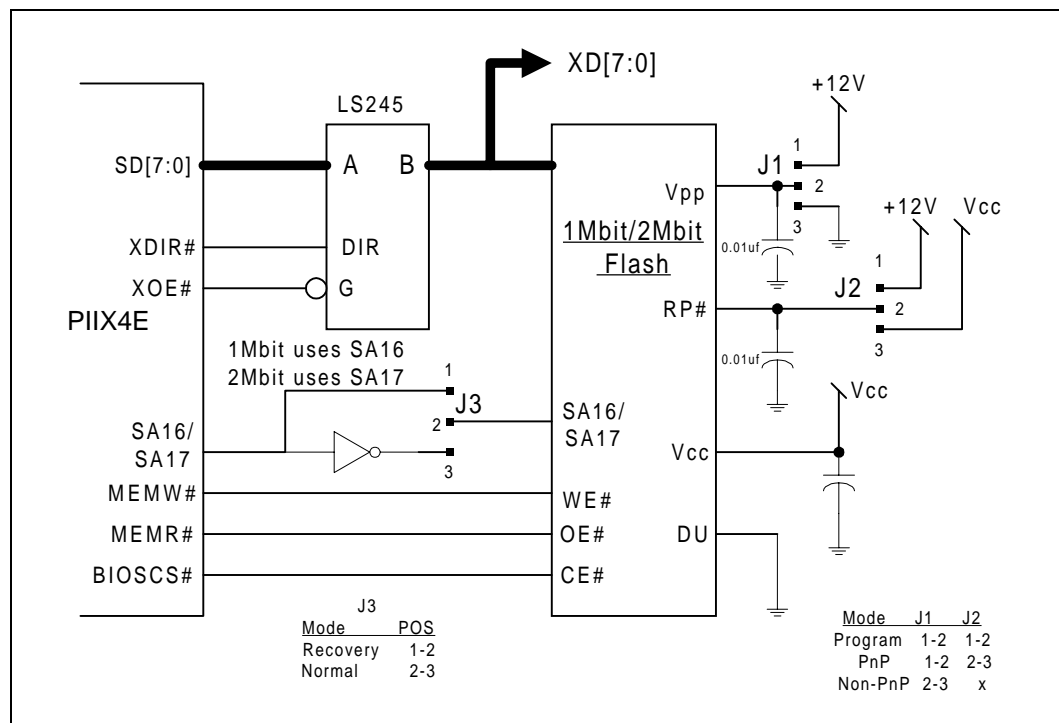 XD[7:0]
LS245
+12V
SD[7:0]
A
B
J1
1
2
3
Vpp
+12V
Vcc
1Mbit/2Mbit
Flash
0.01uf
XDIR#
DIR
XOE#
G
J2
1
2
3
RP#
PIIX4E
0.01uf
1Mbit uses SA16
2Mbit uses SA17
1
J3
2
3
Vcc
SA16/
SA17
SA16/
SA17
Vcc
MEMW#
WE#
MEMR#
OE#
DU
BIOSCS#
CE#
J3
Mode POS
Recovery 1-2
Normal 2-3
Mode J1 J2
Program 1-2 1-2
PnP 1-2 2-3
Non-PnP 2-3 x